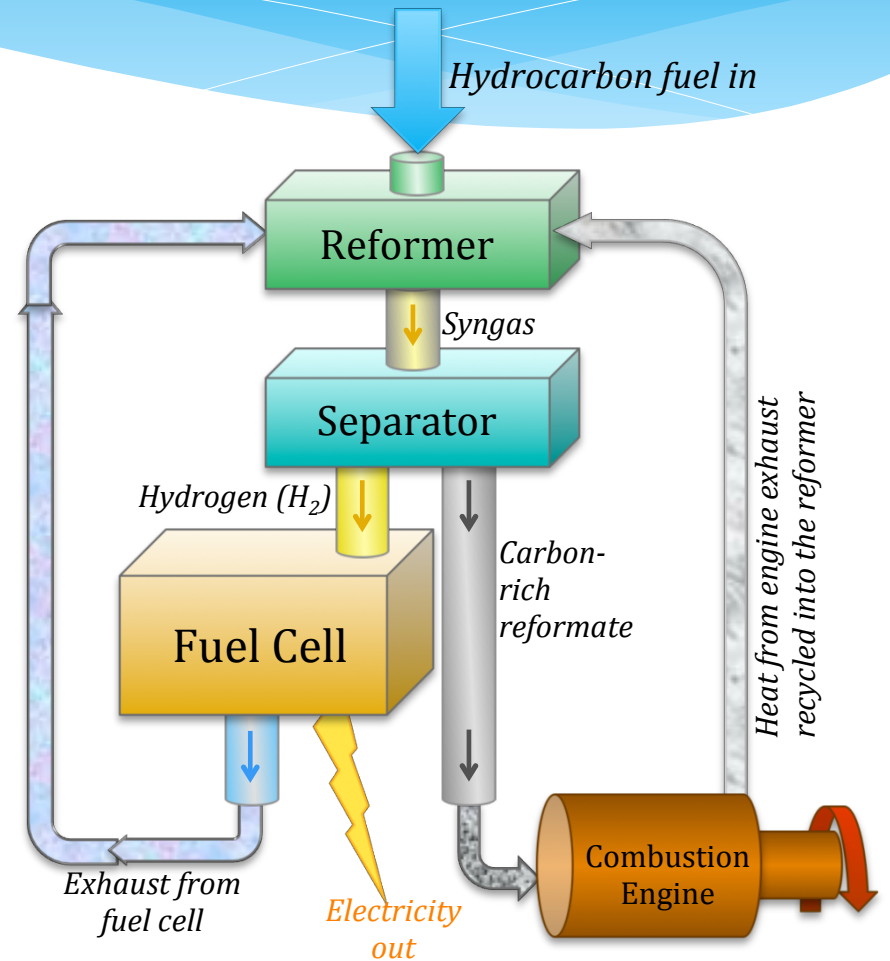 Hydrocarbon fuel in
Reformer
Syngas
Separator
Hydrogen (H₂)
Carbon-
rich
reformate
Fuel Cell
Heat from engine exhaust
recycled into the reformer
Combustion
Engine
Exhaust from
fuel cell
Electricity
out